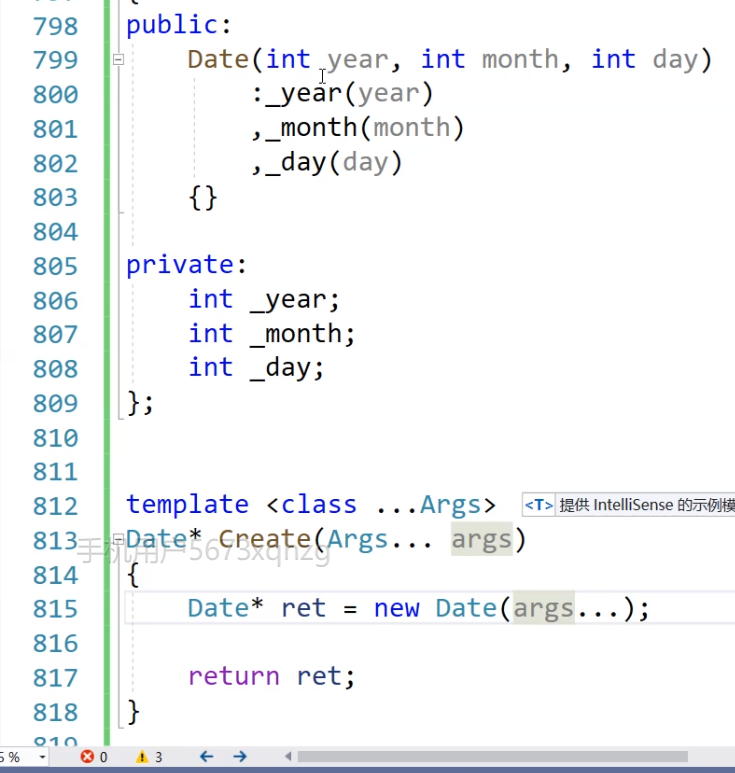 798 public:
799 Date(int year, int month, int day)
800 :_year(year)
801 ,_month(month)
802 ,_day(day)
803 {}
804
805 private:
806 int _year;
807 int _month;
808 int _day;
809 };
810
811
812 template <class ...Args> <T> 提供 IntelliSense 的示例模
813 Date* Create(Args... args)
手机用户5673xqhzg
814 {
815 Date* ret = new Date(args...);
816
817 return ret;
818 }
819
% 0 3